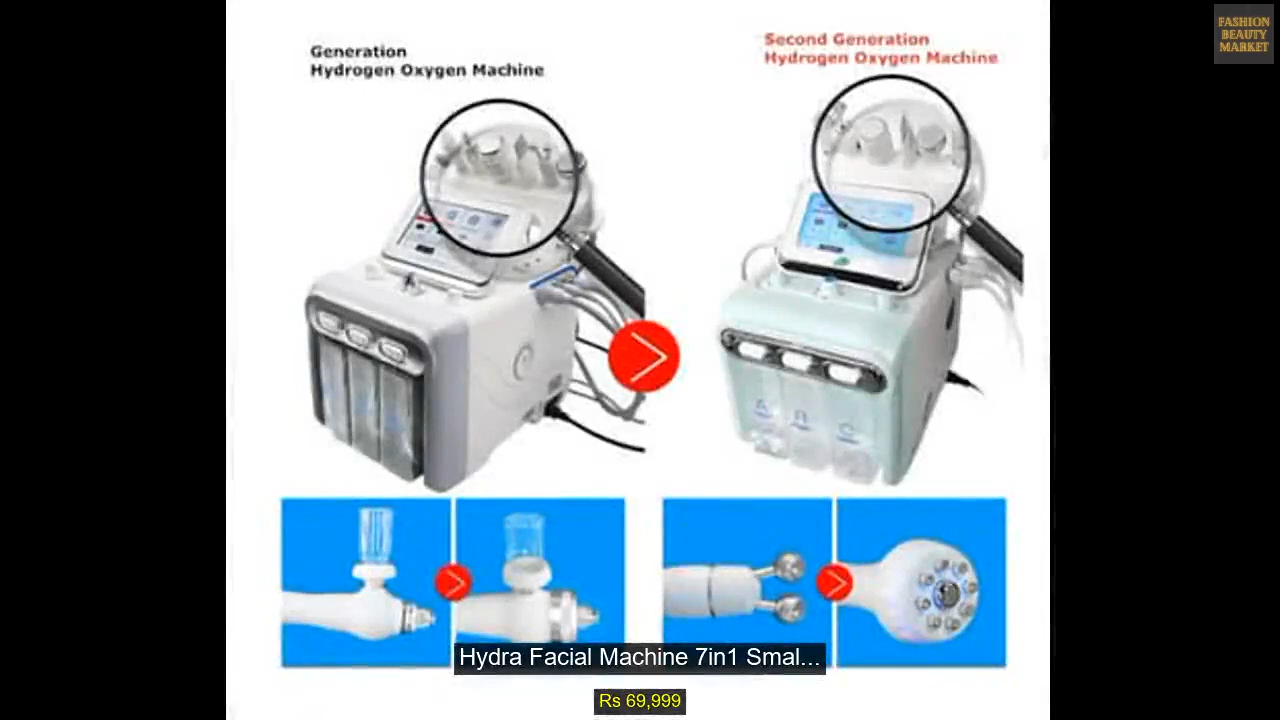 Generation
Hydrogen Oxygen Machine
Second Generation
Hydrogen Oxygen Machine
FASHION
BEAUTY
MARKET
A B C
Hydra Facial Machine 7in1 Smal...
Rs 69,999